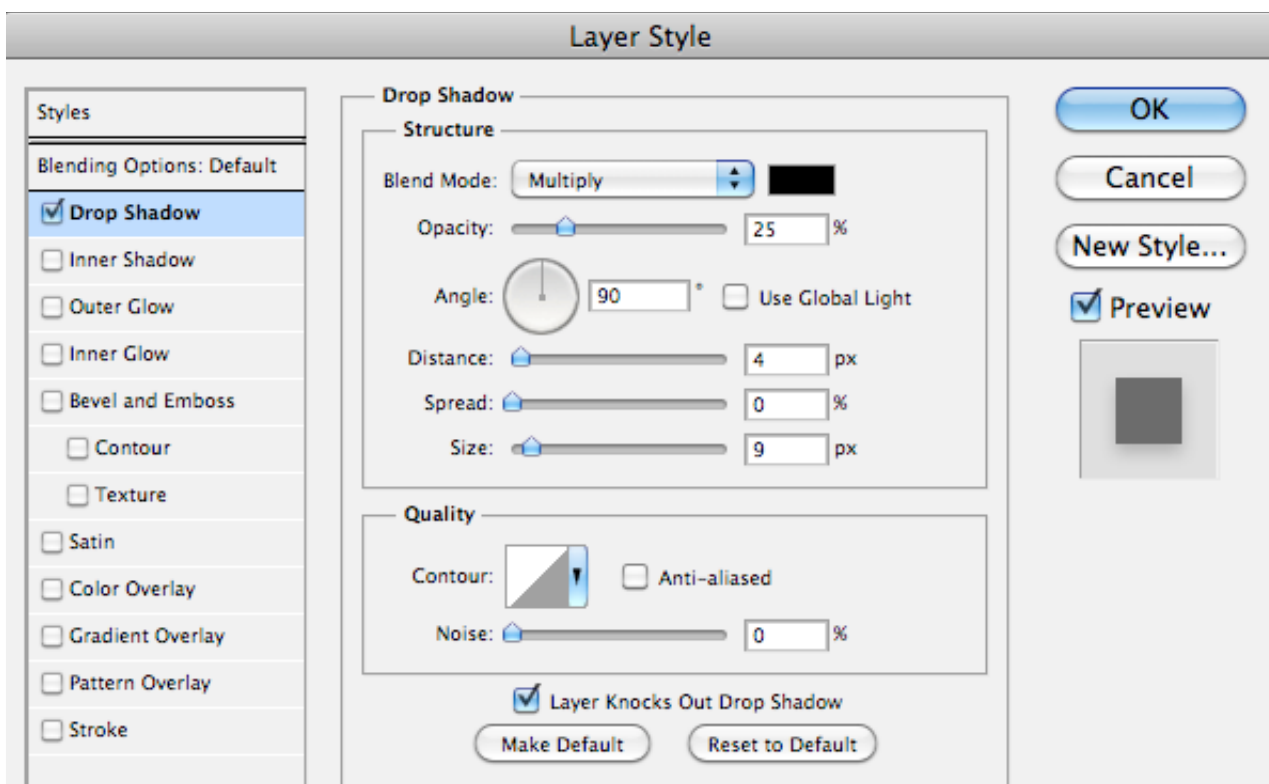 Layer Style
Styles
Blending Options: Default
Drop Shadow
Inner Shadow
Outer Glow
Inner Glow
Bevel and Emboss
Contour
Texture
Satin
Color Overlay
Gradient Overlay
Pattern Overlay
Stroke
Drop Shadow
Structure
Blend Mode: Multiply
Opacity: 25 %
Angle: 90 ° Use Global Light
Distance: 4 px
Spread: 0 %
Size: 9 px
Quality
Contour: Anti-aliased
Noise: 0 %
Layer Knocks Out Drop Shadow
Make Default Reset to Default
OK
Cancel
New Style...
Preview